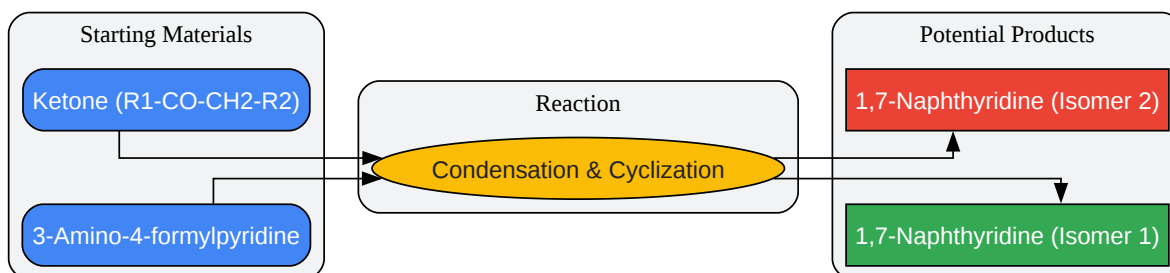 Starting Materials
Ketone (R1-CO-CH2-R2)
3-Amino-4-formylpyridine
Reaction
Condensation & Cyclization
Potential Products
1,7-Naphthyridine (Isomer 2)
1,7-Naphthyridine (Isomer 1)